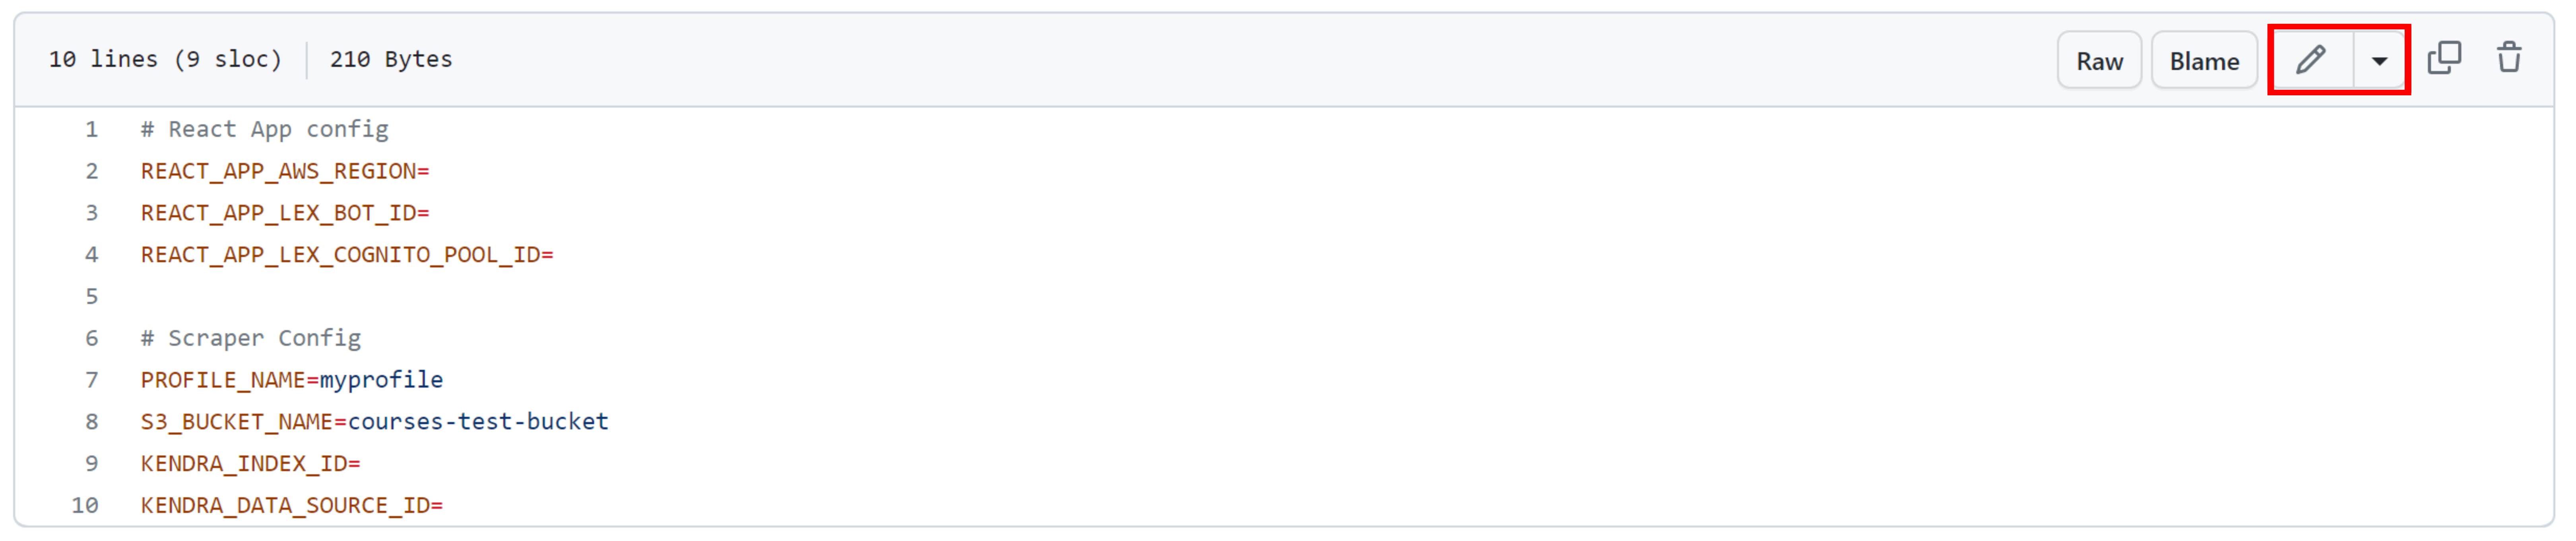 10 lines (9 sloc) 210 Bytes Raw Blame
1 # React App config
2 REACT_APP_AWS_REGION=
3 REACT_APP_LEX_BOT_ID=
4 REACT_APP_LEX_COGNITO_POOL_ID=
5
6 # Scraper Config
7 PROFILE_NAME=myprofile
8 S3_BUCKET_NAME=courses-test-bucket
9 KENDRA_INDEX_ID=
10 KENDRA_DATA_SOURCE_ID=